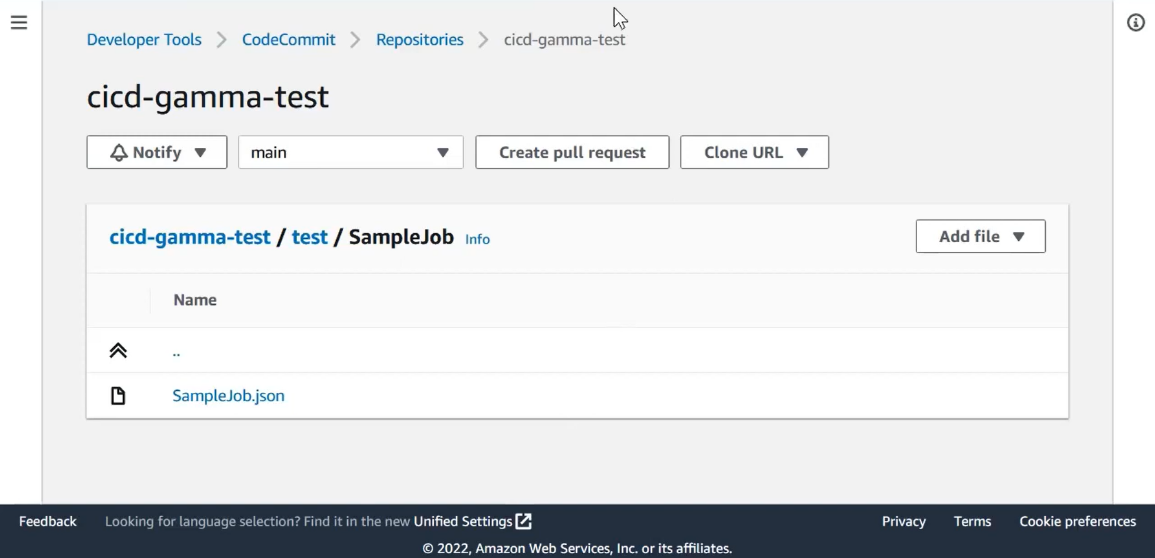 Developer Tools > CodeCommit > Repositories > cicd-gamma-test
cicd-gamma-test
Notify main Create pull request Clone URL
cicd-gamma-test / test / SampleJob Info Add file
Name
..
SampleJob.json
Feedback Looking for language selection? Find it in the new Unified Settings Privacy Terms Cookie preferences
© 2022, Amazon Web Services, Inc. or its affiliates.